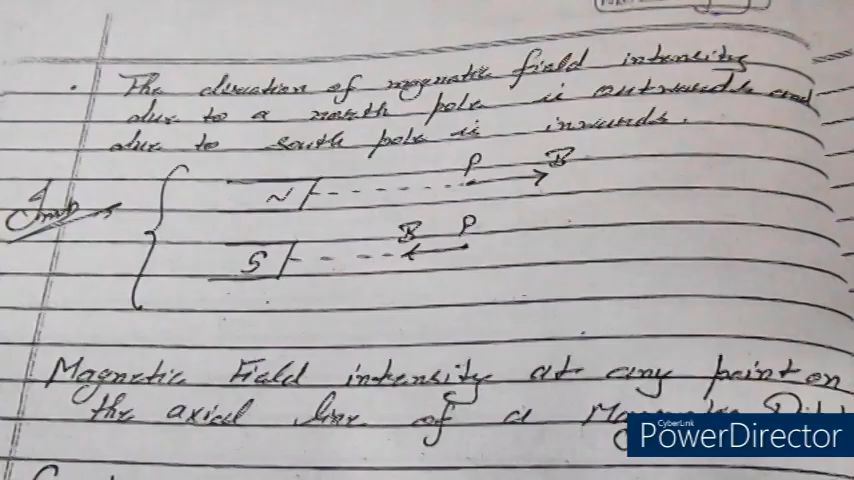 The direction of magnetic field intensity
due to a north pole is outwards and
due to south pole is inwards.
P B
N
Imp
B P
S
Magnetic Field intensity at any point on
the axial line of a
CyberLink
PowerDirector